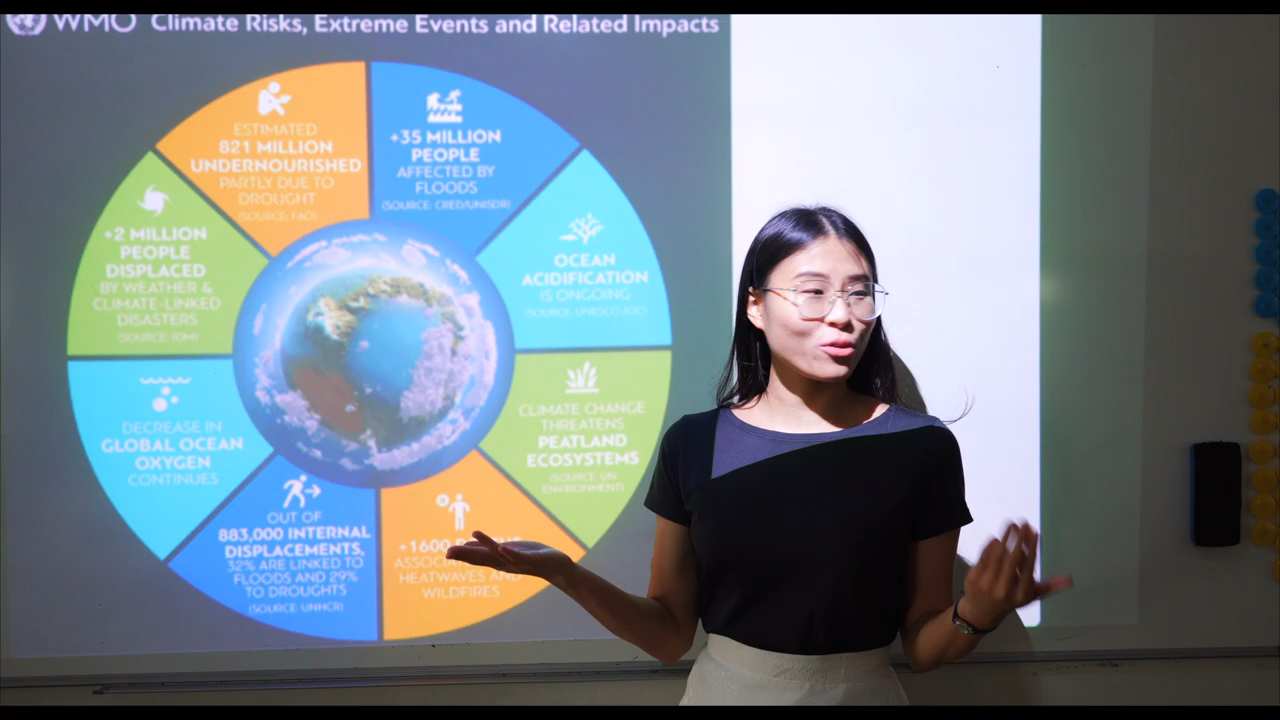 WMO Climate Risks, Extreme Events and Related Impacts
ESTIMATED
821 MILLION
UNDERNOURISHED
PARTLY DUE TO
DROUGHT
(SOURCE: FAO)
+35 MILLION
PEOPLE
AFFECTED BY
FLOODS
(SOURCE: CRED/UNISDR)
OCEAN
ACIDIFICATION
IS ONGOING
(SOURCE: UNESCO-IOC)
CLIMATE CHANGE
THREATENS
PEATLAND
ECOSYSTEMS
(SOURCE: UN
ENVIRONMENT)
+1600
ASSOCIATED
HEATWAVES AND
WILDFIRES
OUT OF
883,000 INTERNAL
DISPLACEMENTS,
32% ARE LINKED TO
FLOODS AND 29%
TO DROUGHTS
(SOURCE: UNHCR)
DECREASE IN
GLOBAL OCEAN
OXYGEN
CONTINUES
+2 MILLION
PEOPLE
DISPLACED
BY WEATHER &
CLIMATE-LINKED
DISASTERS
(SOURCE: IOM)